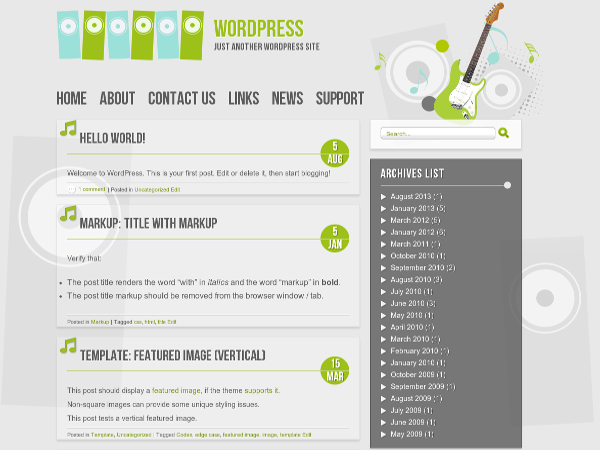 WORDPRESS
JUST ANOTHER WORDPRESS SITE
HOME ABOUT CONTACT US LINKS NEWS SUPPORT
HELLO WORLD!
5
AUG
Welcome to WordPress. This is your first post. Edit or delete it, then start blogging!
1 comment | Posted in Uncategorized Edit
MARKUP: TITLE WITH MARKUP
5
JAN
Verify that:
The post title renders the word “with” in italics and the word “markup” in bold.
The post title markup should be removed from the browser window / tab.
Posted in Markup | Tagged css, html, title Edit
TEMPLATE: FEATURED IMAGE (VERTICAL)
15
MAR
This post should display a featured image, if the theme supports it.
Non-square images can provide some unique styling issues.
This post tests a vertical featured image.
Posted in Template, Uncategorized | Tagged Codex, edge case, featured image, image, template Edit
Search...
ARCHIVES LIST
August 2013 (1)
January 2013 (5)
March 2012 (5)
January 2012 (6)
March 2011 (1)
October 2010 (1)
September 2010 (2)
August 2010 (3)
July 2010 (1)
June 2010 (3)
May 2010 (1)
April 2010 (1)
March 2010 (1)
February 2010 (1)
January 2010 (1)
October 2009 (1)
September 2009 (1)
August 2009 (1)
July 2009 (1)
June 2009 (1)
May 2009 (1)